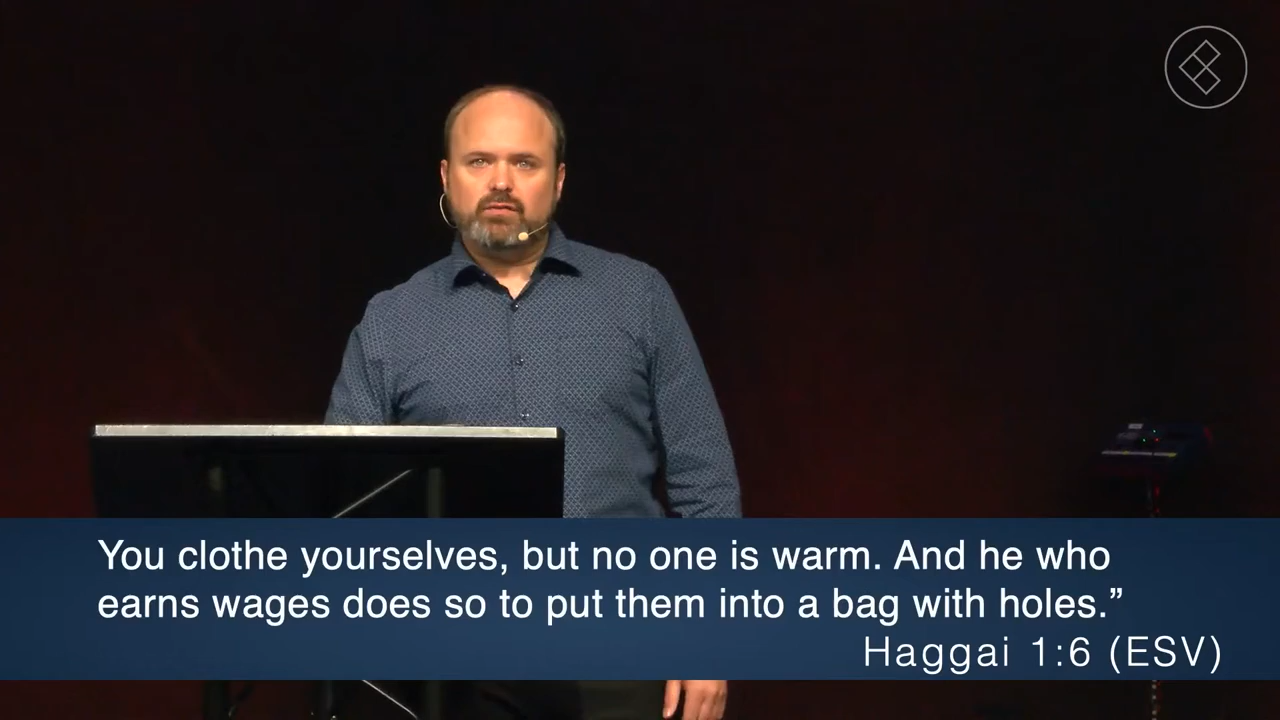 You clothe yourselves, but no one is warm. And he who
earns wages does so to put them into a bag with holes.”
Haggai 1:6 (ESV)